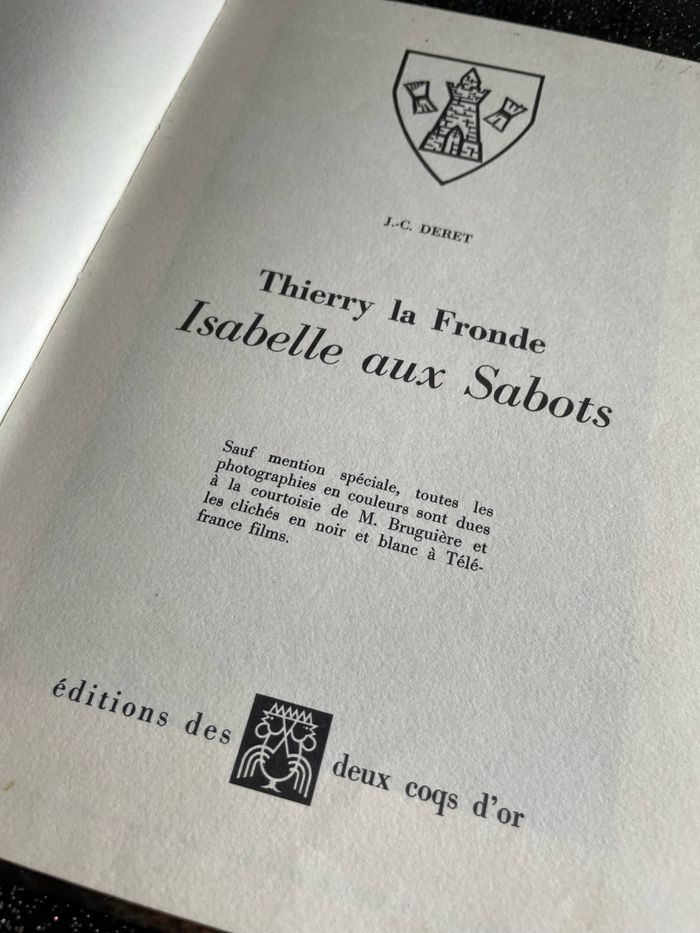 J.-C. DERET
Thierry la Fronde
Isabelle aux Sabots
Sauf mention spéciale, toutes les
photographies en couleurs sont dues
à la courtoisie de M. Bruguière et
les clichés en noir et blanc à Télé-
france films.
éditions des deux coqs d'or